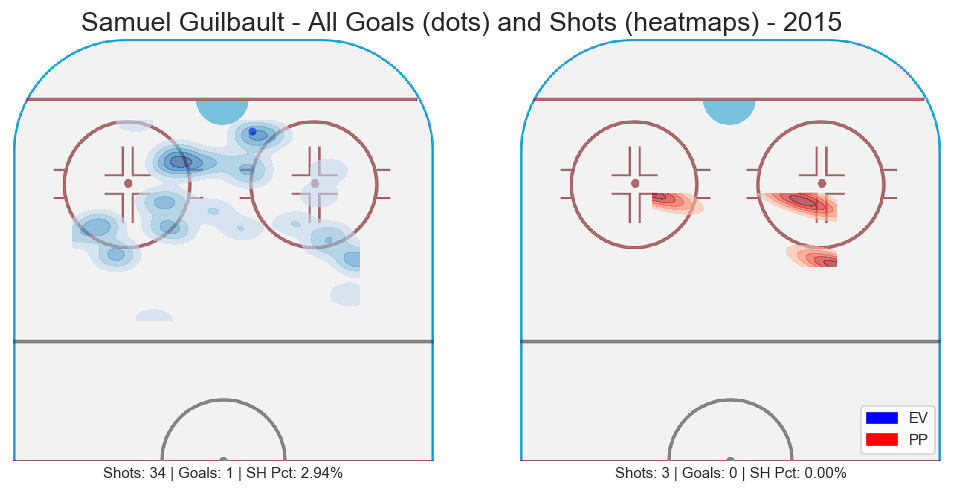 Samuel Guilbault - All Goals (dots) and Shots (heatmaps) - 2015
EV
PP
Shots: 34 | Goals: 1 | SH Pct: 2.94%
Shots: 3 | Goals: 0 | SH Pct: 0.00%